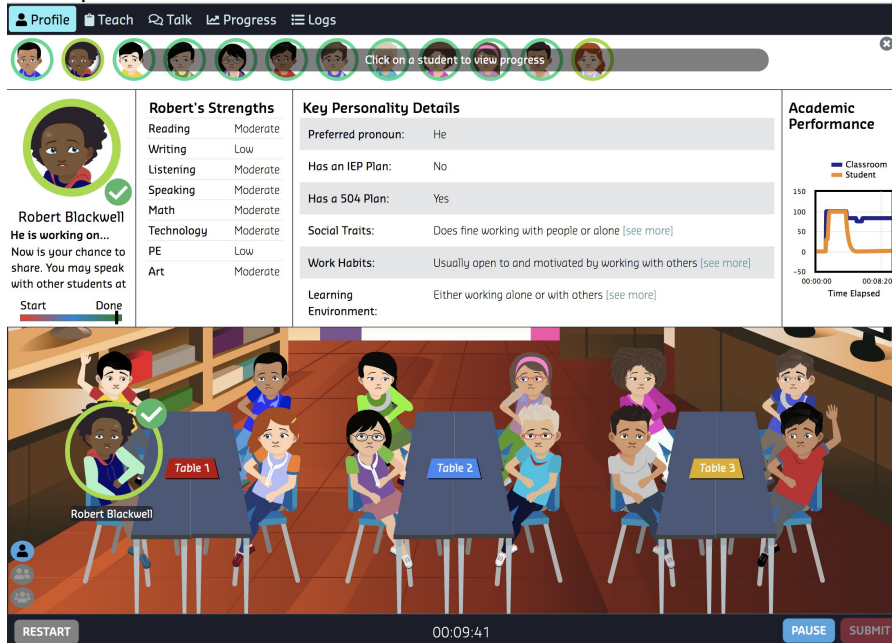 Profile Teach Talk Progress Logs
Click on a student to view progress
Robert Blackwell
He is working on...
Now is your chance to
share. You may speak
with other students at
Start Done
Robert's Strengths
Reading Moderate
Writing Low
Listening Moderate
Speaking Moderate
Math Moderate
Technology Moderate
PE Low
Art Moderate
Key Personality Details
Preferred pronoun: He
Has an IEP Plan: No
Has a 504 Plan: Yes
Social Traits: Does fine working with people or alone [see more]
Work Habits: Usually open to and motivated by working with others [see more]
Learning
Environment: Either working alone or with others [see more]
Academic
Performance
Classroom
Student
150
100
50
0
-50
00:00:00 00:08:20
Time Elapsed
Table 1 Table 2 Table 3
Robert Blackwell
RESTART 00:09:41 PAUSE SUBMIT